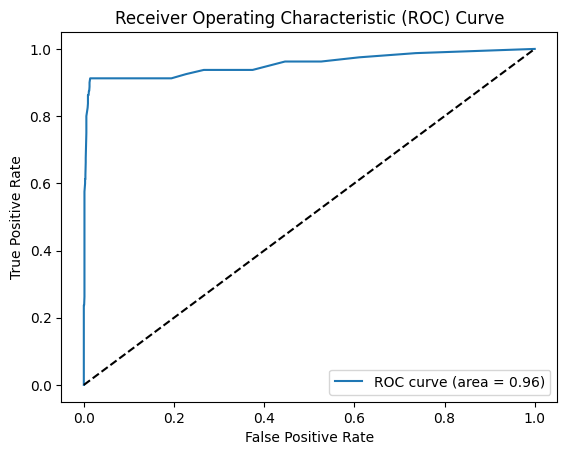 Receiver Operating Characteristic (ROC) Curve
1.0
0.8
0.6
0.4
0.2
0.0
True Positive Rate
ROC curve (area = 0.96)
0.0 0.2 0.4 0.6 0.8 1.0
False Positive Rate